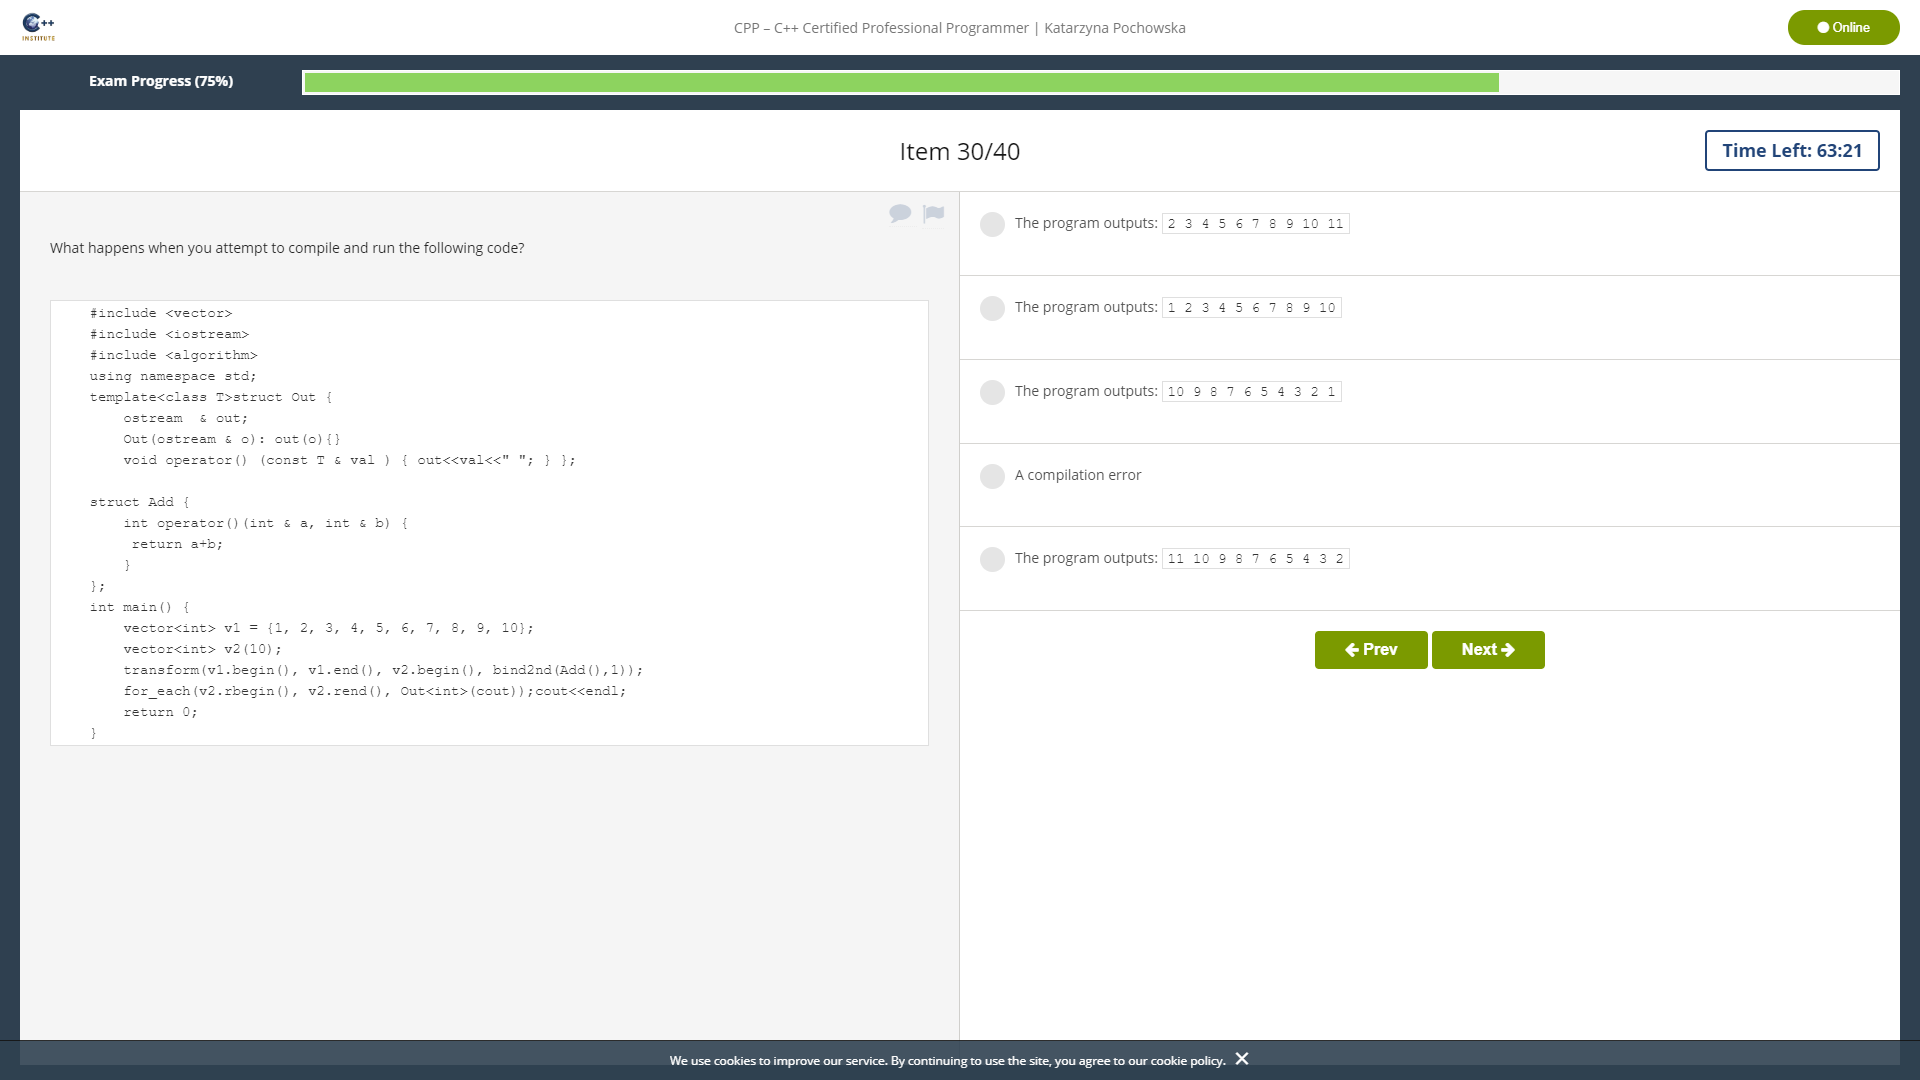 C++
INSTITUTE
CPP – C++ Certified Professional Programmer | Katarzyna Pochowska
Online
Exam Progress (75%)
Item 30/40
Time Left: 63:21
What happens when you attempt to compile and run the following code?
#include <vector>
#include <iostream>
#include <algorithm>
using namespace std;
template<class T>struct Out {
    ostream  & out;
    Out(ostream & o): out(o){}
    void operator() (const T & val ) { out<<val<<" "; } };
struct Add {
    int operator()(int & a, int & b) {
     return a+b;
    }
};
int main() {
    vector<int> v1 = {1, 2, 3, 4, 5, 6, 7, 8, 9, 10};
    vector<int> v2(10);
    transform(v1.begin(), v1.end(), v2.begin(), bind2nd(Add(),1));
    for_each(v2.rbegin(), v2.rend(), Out<int>(cout));cout<<endl;
    return 0;
}
The program outputs: 2 3 4 5 6 7 8 9 10 11
The program outputs: 1 2 3 4 5 6 7 8 9 10
The program outputs: 10 9 8 7 6 5 4 3 2 1
A compilation error
The program outputs: 11 10 9 8 7 6 5 4 3 2
Prev
Next
We use cookies to improve our service. By continuing to use the site, you agree to our cookie policy.